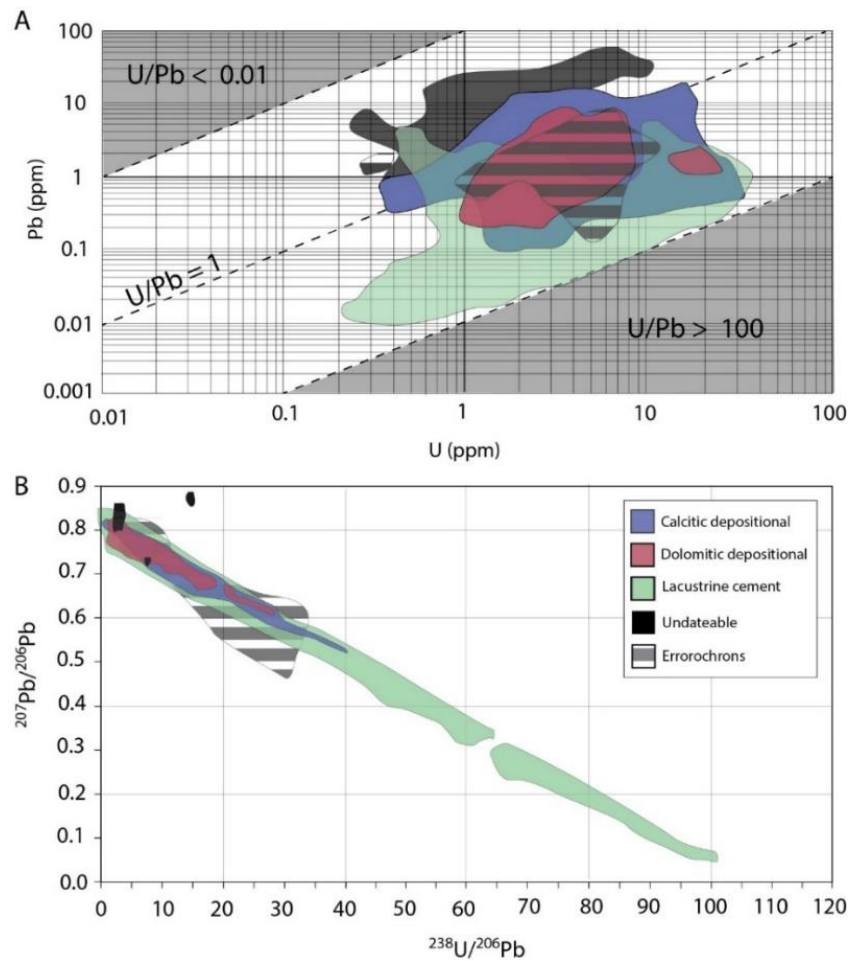 A
100
10
1
0.1
0.01
0.001
Pb (ppm)
U/Pb < 0.01
U/Pb = 1
U/Pb > 100
0.01
0.1
1
10
100
U (ppm)
B
0.9
0.8
0.7
0.6
0.5
0.4
0.3
0.2
0.1
0.0
²⁰⁷Pb/²⁰⁶Pb
Calcitic depositional
Dolomitic depositional
Lacustrine cement
Undateable
Errorochrons
0 10 20 30 40 50 60 70 80 90 100 110 120
²³⁸U/²⁰⁶Pb